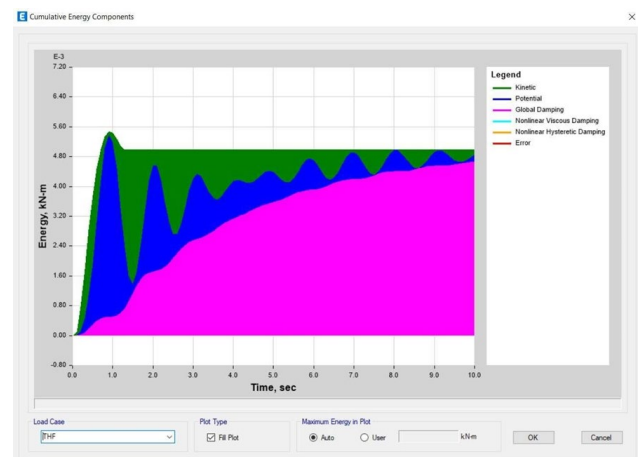 E Cumulative Energy Components
E-3
7.20
6.40
5.60
4.80
4.00
3.20
2.40
1.60
0.80
0.00
-0.80
Energy, kN-m
0.0 1.0 2.0 3.0 4.0 5.0 6.0 7.0 8.0 9.0 10.0
Time, sec
Legend
Kinetic
Potential
Global Damping
Nonlinear Viscous Damping
Nonlinear Hysteretic Damping
Error
Load Case
THF
Plot Type
Fill Plot
Maximum Energy in Plot
Auto User kN-m
OK Cancel